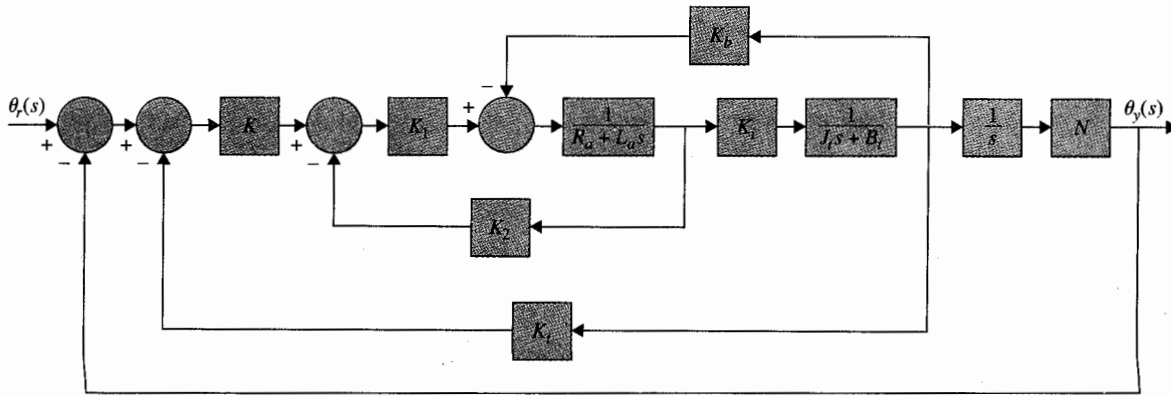 K_b
θ_r(s)
+
−
+
−
K
+
−
K_1
+
−
1 / (R_a + L_a s)
K_i
1 / (J_t s + B_t)
1 / s
N
θ_y(s)
K_2
K_t